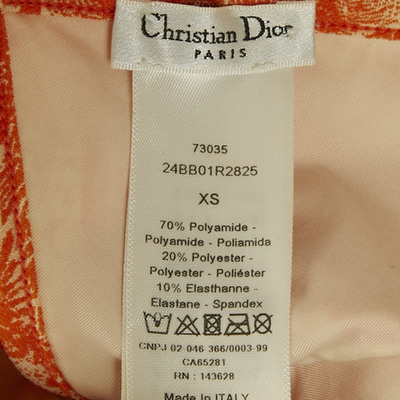 Christian Dior
PARIS
73035
24BB01R2825
XS
70% Polyamide -
Polyamide - Poliamida
20% Polyester -
Polyester - Poliéster
10% Elasthanne -
Elastane - Spandex
CNPJ 02 046 366/0003-99
CA65281
RN : 143628
Made In ITALY